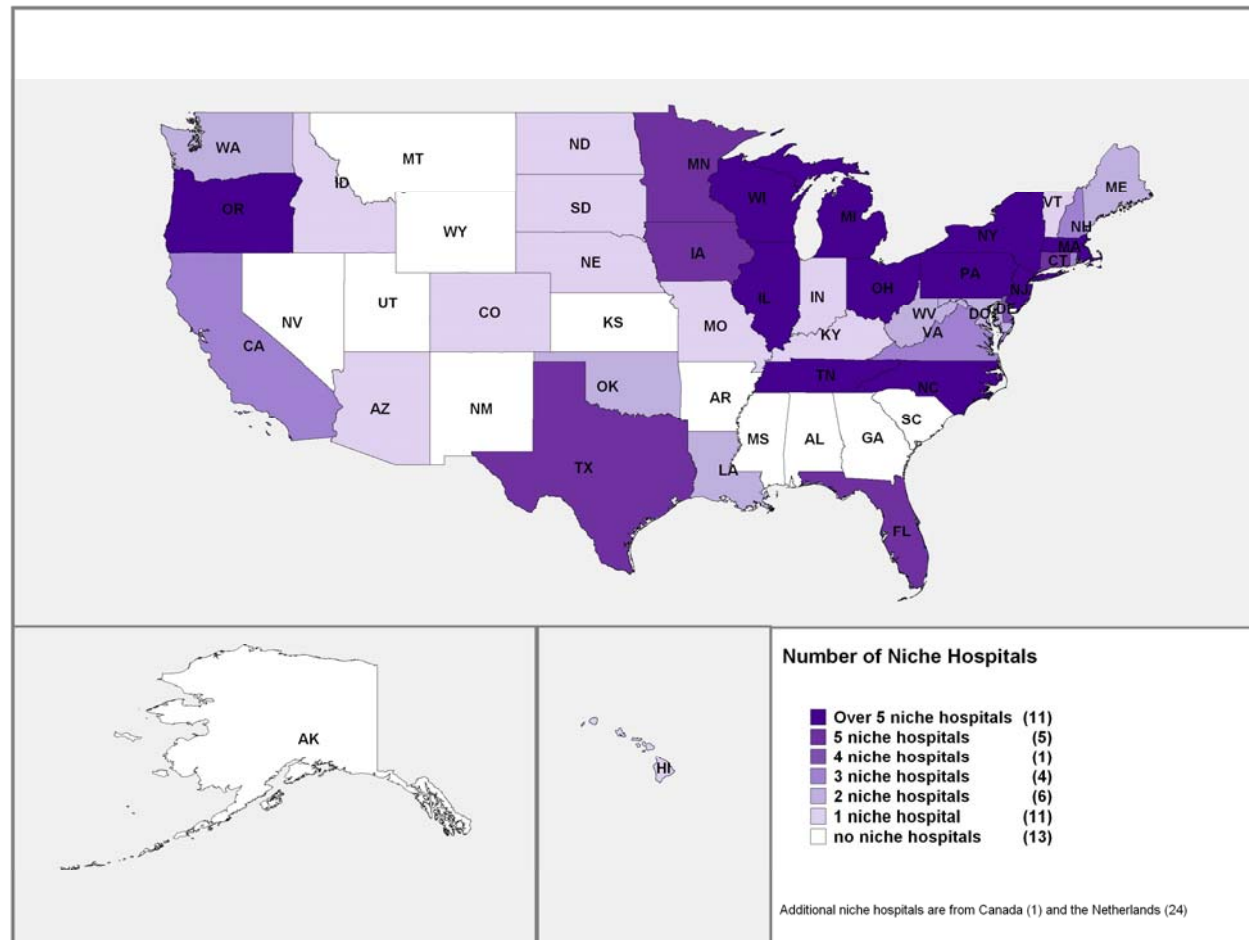 WA
MT
ND
MN
ME
ID
VT
OR
SD
WI
MI
NH
NY
WY
MA
IA
CT
NE
PA
NJ
NV
UT
CO
IL
IN
OH
WV
DE
KS
MO
KY
VA
CA
TN
NC
OK
AZ
NM
AR
SC
MS
AL
GA
TX
LA
FL
AK
HI
Number of Niche Hospitals
Over 5 niche hospitals (11)
5 niche hospitals (5)
4 niche hospitals (1)
3 niche hospitals (4)
2 niche hospitals (6)
1 niche hospital (11)
no niche hospitals (13)
Additional niche hospitals are from Canada (1) and the Netherlands (24)